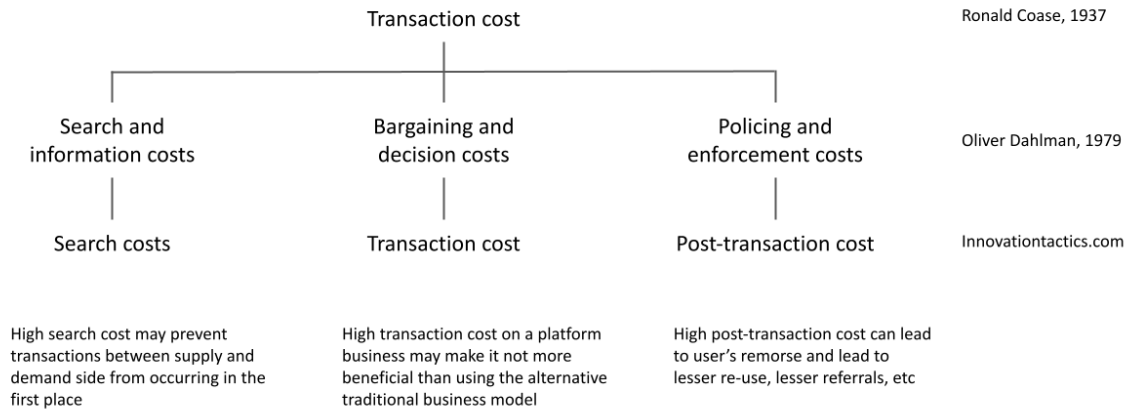 Transaction cost
Ronald Coase, 1937
Search and
information costs
Bargaining and
decision costs
Policing and
enforcement costs
Oliver Dahlman, 1979
Search costs
Transaction cost
Post-transaction cost
Innovationtactics.com
High search cost may prevent
transactions between supply and
demand side from occurring in the
first place
High transaction cost on a platform
business may make it not more
beneficial than using the alternative
traditional business model
High post-transaction cost can lead
to user’s remorse and lead to
lesser re-use, lesser referrals, etc